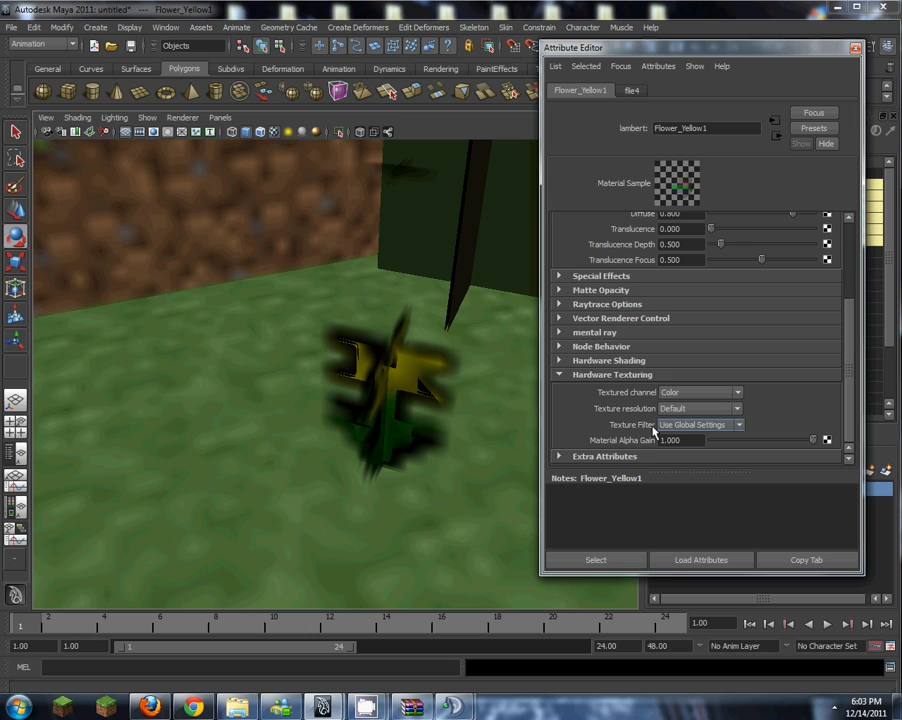 Autodesk Maya 2011: untitled* --- Flower_Yellow1
File Edit Modify Create Display Window Assets Animate Geometry Cache Create Deformers Edit Deformers Skeleton Skin Constrain Character Muscle Help
Animation Objects
General Curves Surfaces Polygons Subdivs Deformation Animation Dynamics Rendering PaintEffects
View Shading Lighting Show Renderer Panels
Attribute Editor
List Selected Focus Attributes Show Help
Flower_Yellow1 file4
Focus
lambert: Flower_Yellow1 Presets
Show Hide
Material Sample
Diffuse 0.800
Translucence 0.000
Translucence Depth 0.500
Translucence Focus 0.500
Special Effects
Matte Opacity
Raytrace Options
Vector Renderer Control
mental ray
Node Behavior
Hardware Shading
Hardware Texturing
Textured channel Color
Texture resolution Default
Texture Filter Use Global Settings
Material Alpha Gain 1.000
Extra Attributes
Notes: Flower_Yellow1
Select Load Attributes Copy Tab
1 2 4 6 8 10 12 14 16 18 20 22 24 1.00
1.00 1.00 1 24 24.00 48.00 No Anim Layer No Character Set
MEL
6:03 PM
12/14/2011